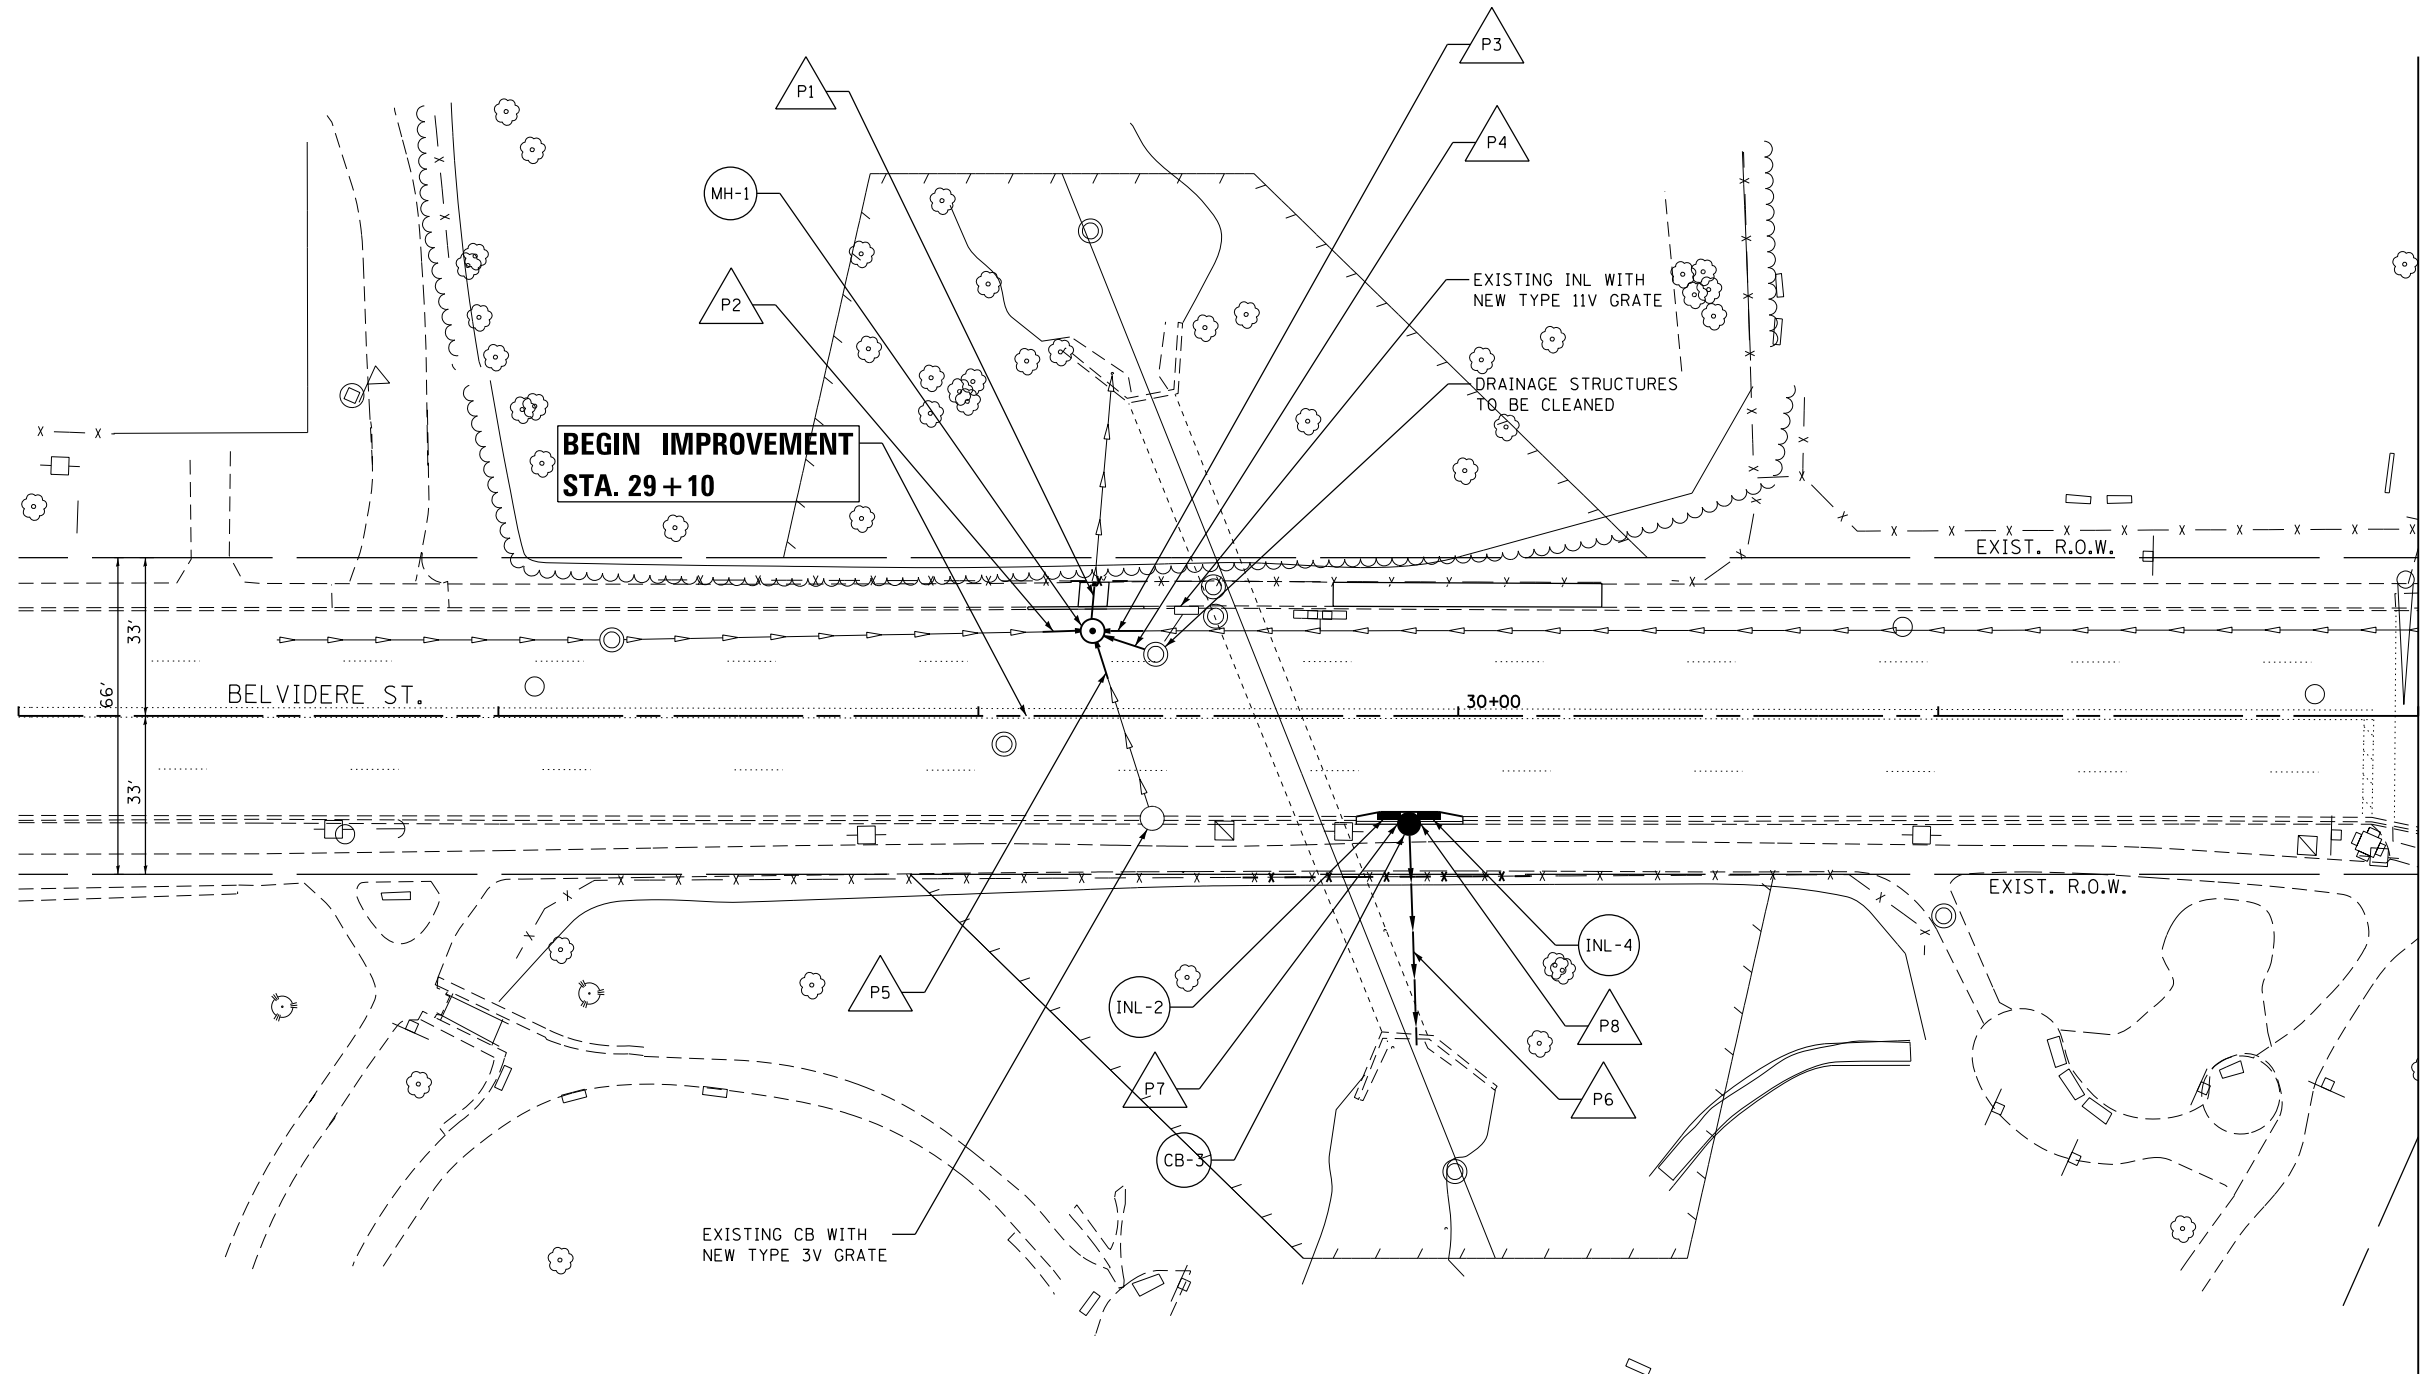 P3
P1
P4
MH-1
P2
EXISTING INL WITH
NEW TYPE 11V GRATE
DRAINAGE STRUCTURES
TO BE CLEANED
BEGIN IMPROVEMENT
STA. 29+10
EXIST. R.O.W.
33'
66'
BELVIDERE ST.
30+00
33'
EXIST. R.O.W.
INL-4
P5
INL-2
P8
P7
P6
CB-3
EXISTING CB WITH
NEW TYPE 3V GRATE